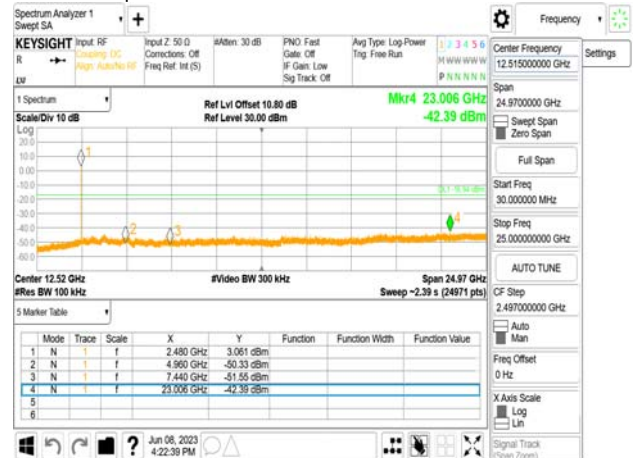 Spectrum Analyzer 1
Swept SA
+
Frequency
KEYSIGHT
R
Input: RF
Coupling: DC
Align: Auto/No RF
Input Z: 50 Ω
Corrections: Off
Freq Ref: Int (S)
#Atten: 30 dB
PNO: Fast
Gate: Off
IF Gain: Low
Sig Track: Off
Avg Type: Log-Power
Trig: Free Run
1 2 3 4 5 6
M W W W W W
P N N N N N
1 Spectrum
Scale/Div 10 dB
Ref Lvl Offset 10.80 dB
Ref Level 30.00 dBm
Mkr4 23.006 GHz
-42.39 dBm
Log
20.0
10.0
0.00
-10.0
-20.0
-30.0
-40.0
-50.0
-60.0
1
2
3
4
Center 12.52 GHz
#Res BW 100 kHz
#Video BW 300 kHz
Span 24.97 GHz
Sweep ~2.39 s (24971 pts)
5 Marker Table
Mode Trace Scale X Y Function Function Width Function Value
1 N 1 f 2.480 GHz 3.061 dBm
2 N 1 f 4.960 GHz -50.33 dBm
3 N 1 f 7.440 GHz -51.55 dBm
4 N 1 f 23.006 GHz -42.39 dBm
5
6
?
Jun 08, 2023
4:22:39 PM
Center Frequency
12.515000000 GHz
Settings
Span
24.9700000 GHz
Swept Span
Zero Span
Full Span
Start Freq
30.000000 MHz
Stop Freq
25.000000000 GHz
AUTO TUNE
CF Step
2.497000000 GHz
Auto
Man
Freq Offset
0 Hz
X Axis Scale
Log
Lin
Signal Track
(Span Zoom)